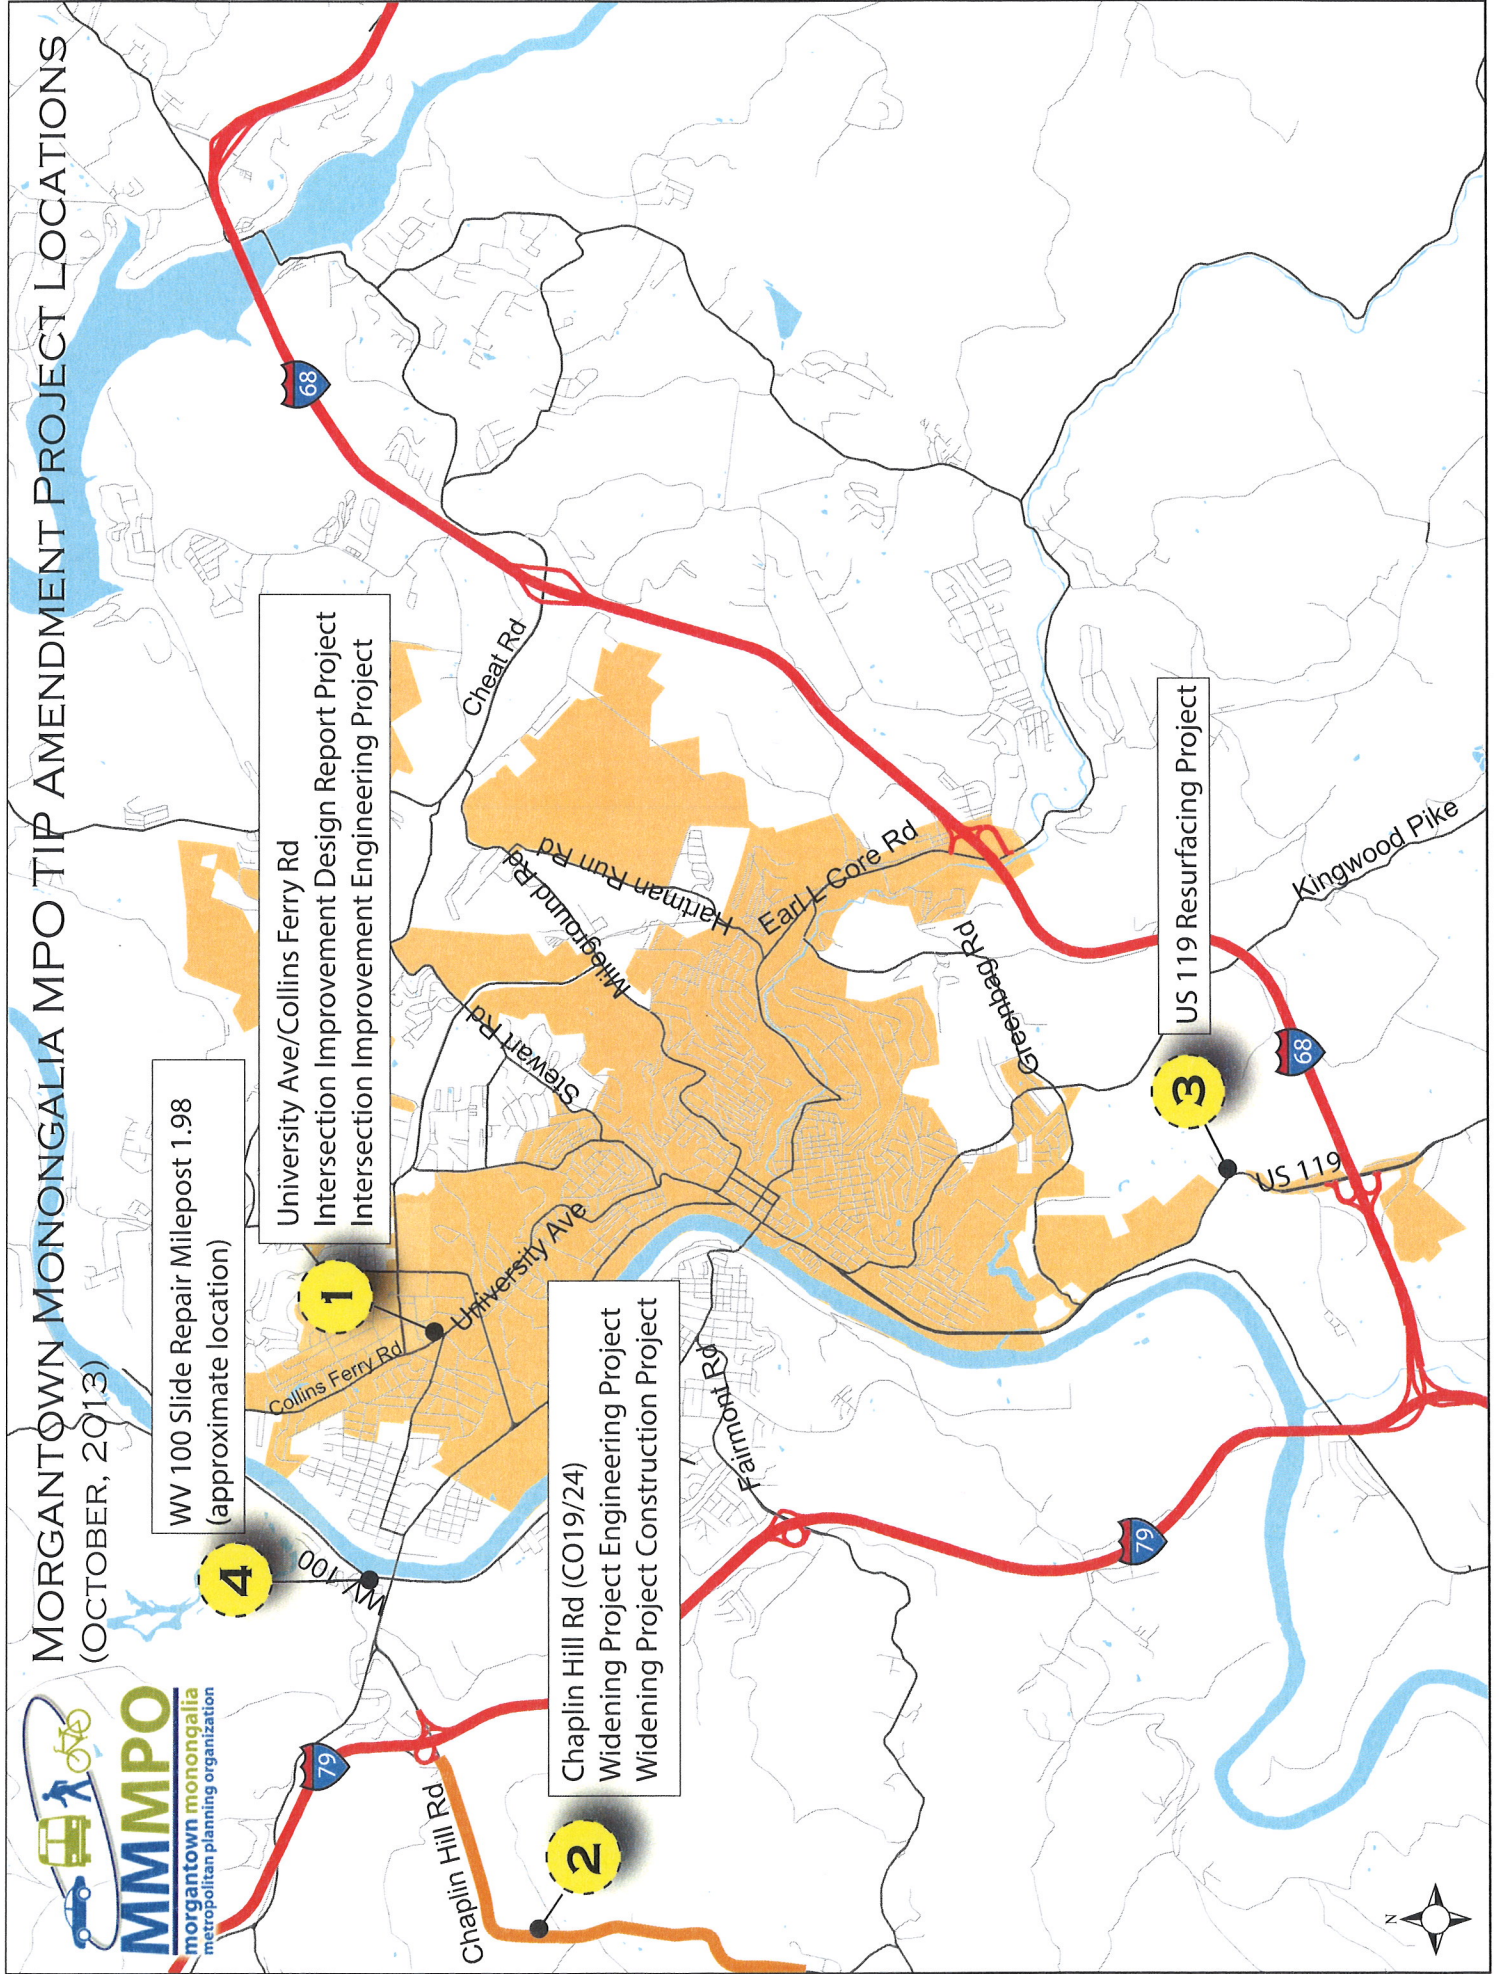 MORGANTOWN MONONGALIA MPO TIP AMENDMENT PROJECT LOCATIONS
(OCTOBER, 2013)
MMMPO
morgantown monongalia
metropolitan planning organization
4
WV 100 Slide Repair Milepost 1.98
(approximate location)
1
University Ave/Collins Ferry Rd
Intersection Improvement Design Report Project
Intersection Improvement Engineering Project
2
Chaplin Hill Rd (CO19/24)
Widening Project Engineering Project
Widening Project Construction Project
3
US 119 Resurfacing Project
79
68
WV 100
Collins Ferry Rd
University Ave
Stewart Rd
Mileground Rd
Hartman Run Rd
Cheat Rd
Earl L Core Rd
Chaplin Hill Rd
Fairmont Rd
Greenbag Rd
Kingwood Pike
US 119
79
68
N